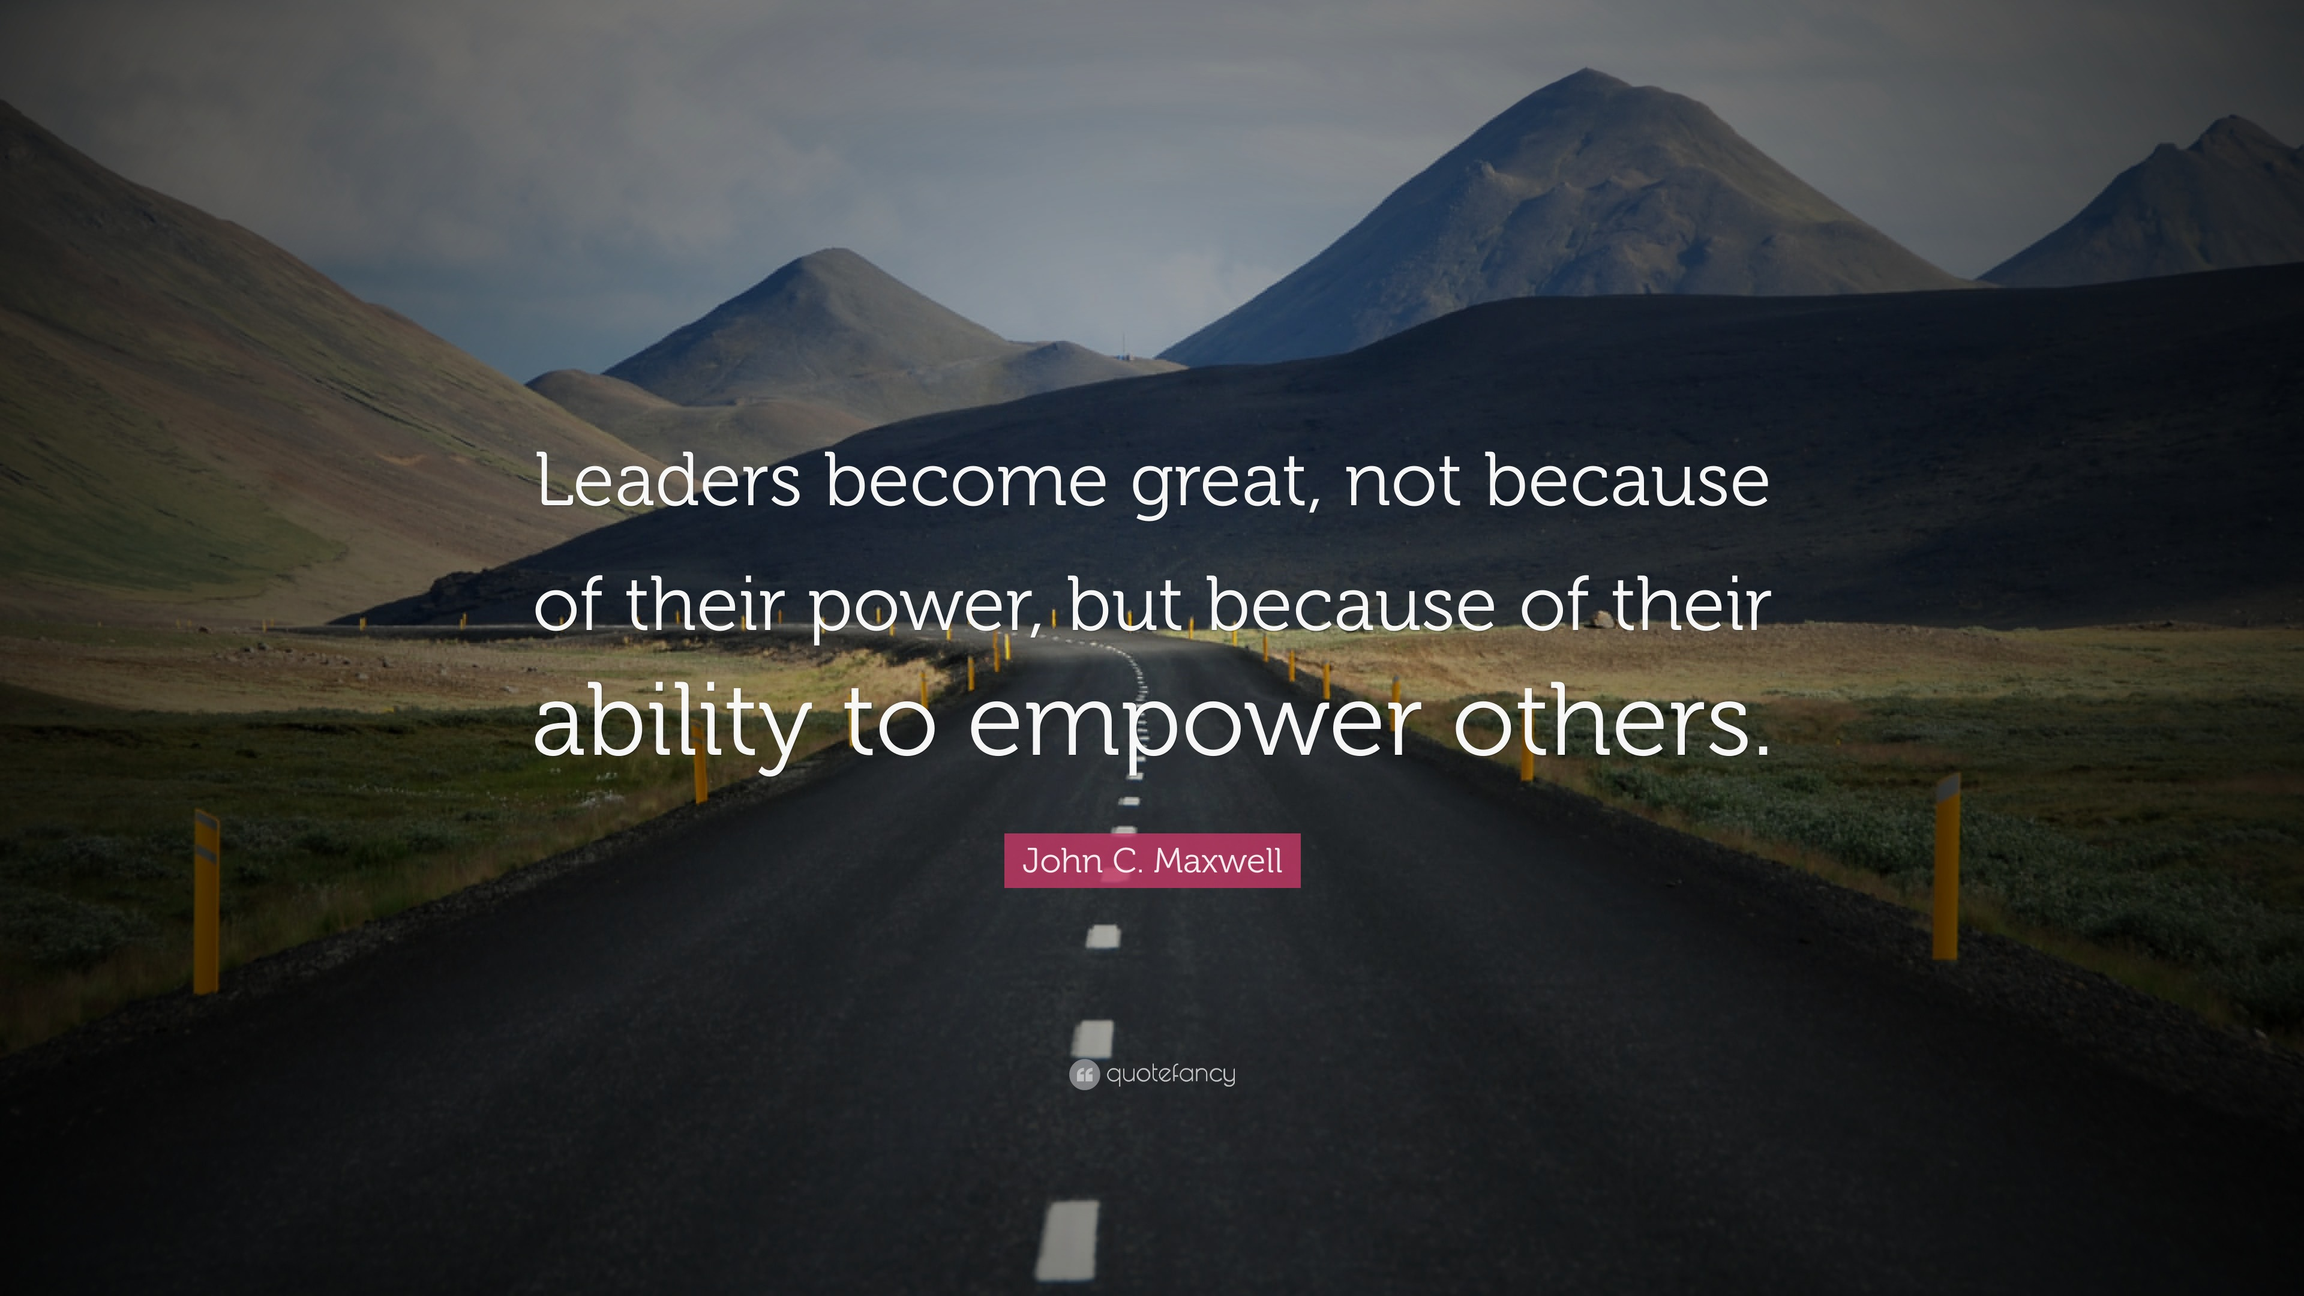 Leaders become great, not because
of their power, but because of their
ability to empower others.
John C. Maxwell
quotefancy